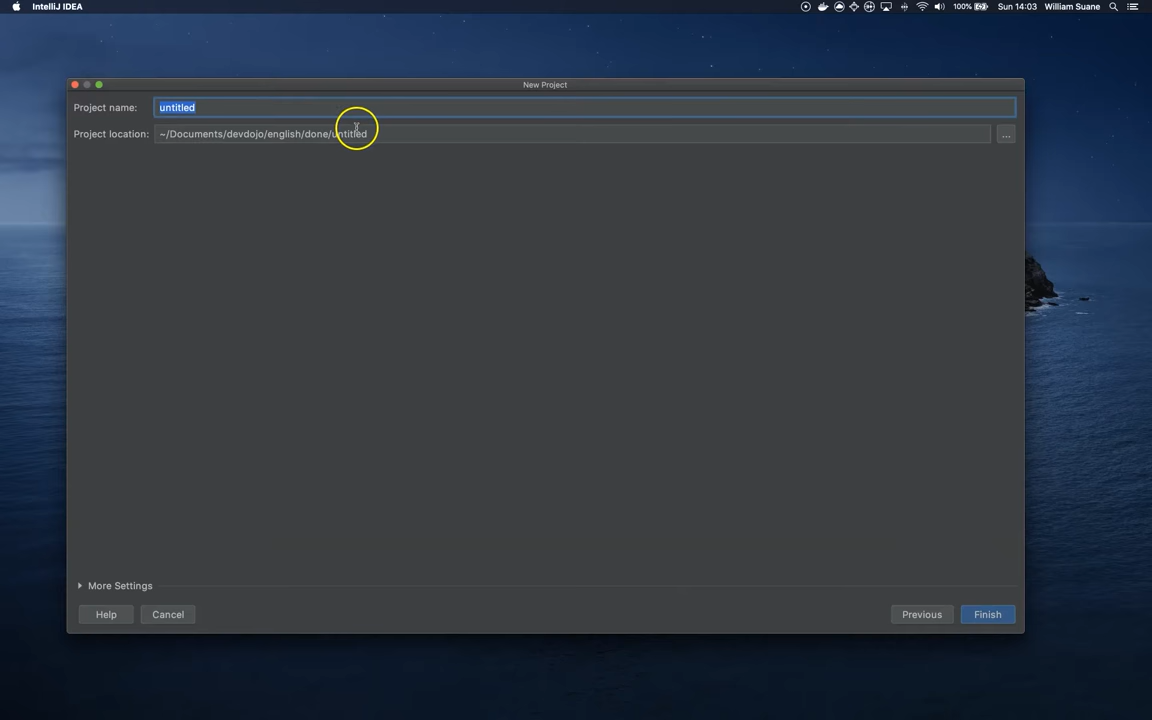 IntelliJ IDEA
100%
Sun 14:03
William Suane
New Project
Project name:
untitled
Project location:
~/Documents/devdojo/english/done/untitled
...
More Settings
Help
Cancel
Previous
Finish